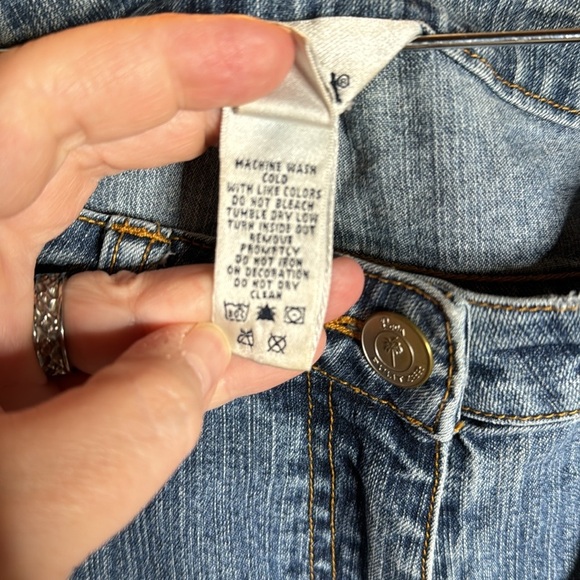 ®
MACHINE WASH
COLD
WITH LIKE COLORS
DO NOT BLEACH
TUMBLE DRY LOW
TURN INSIDE OUT
REMOVE
PROMPTLY
DO NOT IRON
ON DECORATION
DO NOT DRY
CLEAN